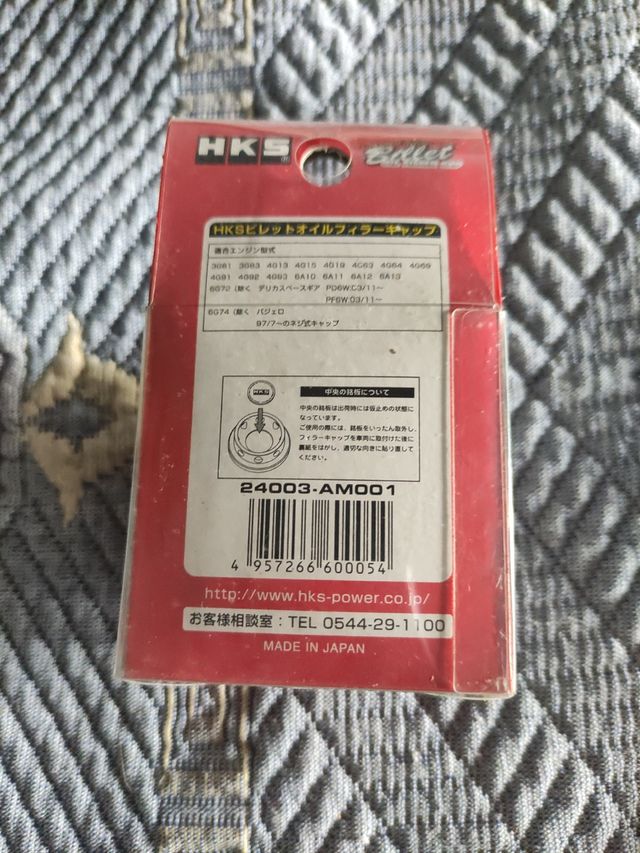 HKS®
Billet
HKSビレットオイルフィラーキャップ
適合エンジン型式
3G81 3G83 4G13 4G15 4G19 4G63 4G64 4G69
4G91 4G92 4G93 6A10 6A11 6A12 6A13
6G72 (除く デリカスペースギア PD6W:03/11～
PF6W:03/11～
6G74 (除く パジェロ
97/7～のネジ式キャップ
HKS
中央の銘板について
中央の銘板は出荷時には仮止めの状態に
なっています。
ご使用の際には、銘板をいったん取外し、
フィラーキャップを車両に取付けた後に
裏紙をはがし、適切な向きに貼り直して
ください。
24003-AM001
4 957266 600054
http://www.hks-power.co.jp/
お客様相談室：TEL 0544-29-1100
MADE IN JAPAN